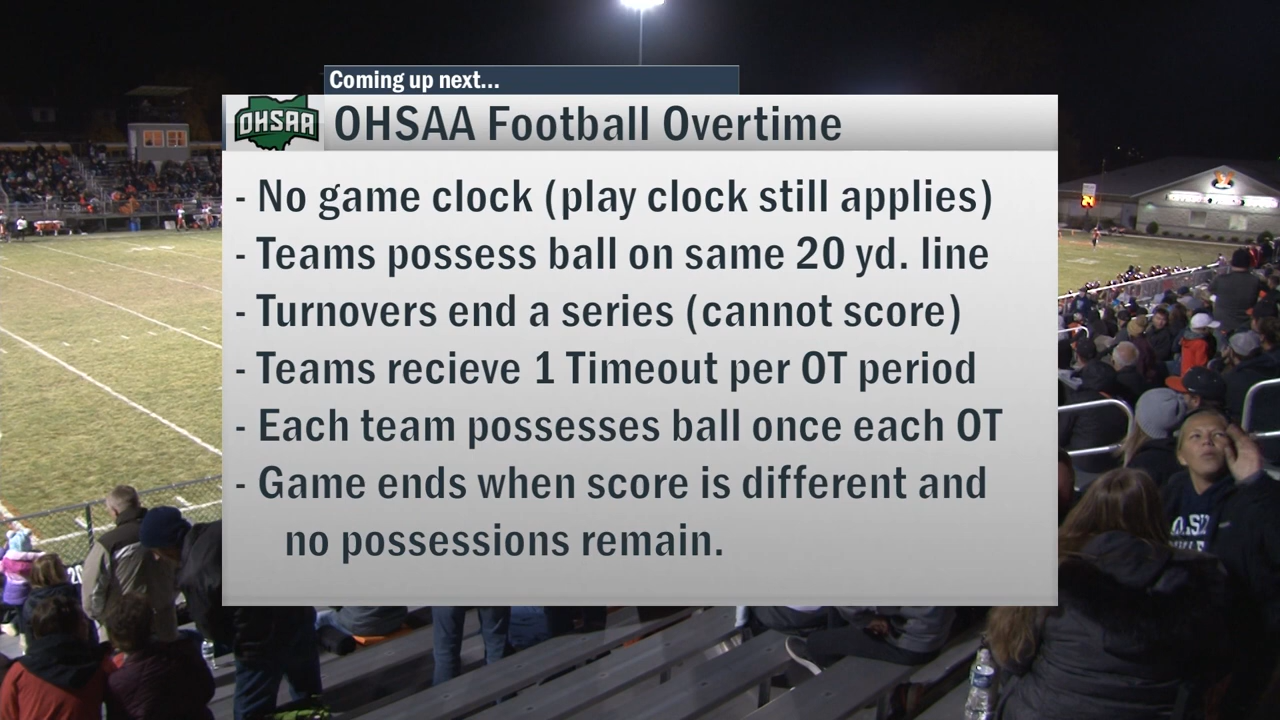 Coming up next...
OHSAA OHSAA Football Overtime
- No game clock (play clock still applies)
- Teams possess ball on same 20 yd. line
- Turnovers end a series (cannot score)
- Teams recieve 1 Timeout per OT period
- Each team possesses ball once each OT
- Game ends when score is different and
no possessions remain.